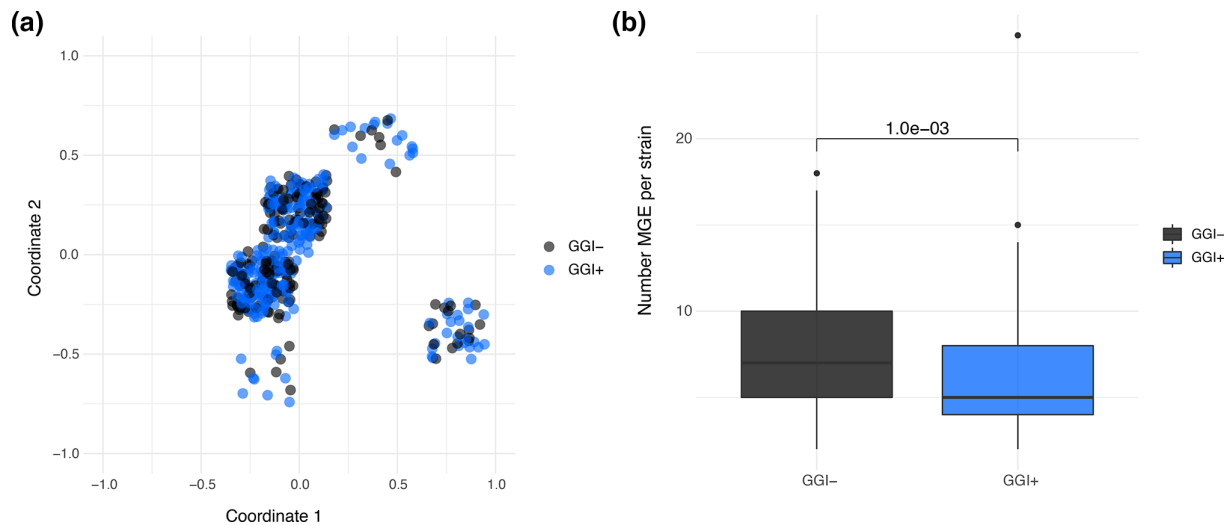 (a)
1.0
0.5
0.0
−0.5
−1.0
Coordinate 2
−1.0
−0.5
0.0
0.5
1.0
Coordinate 1
GGI−
GGI+
(b)
Number MGE per strain
20
10
1.0e−03
GGI−
GGI+
GGI−
GGI+